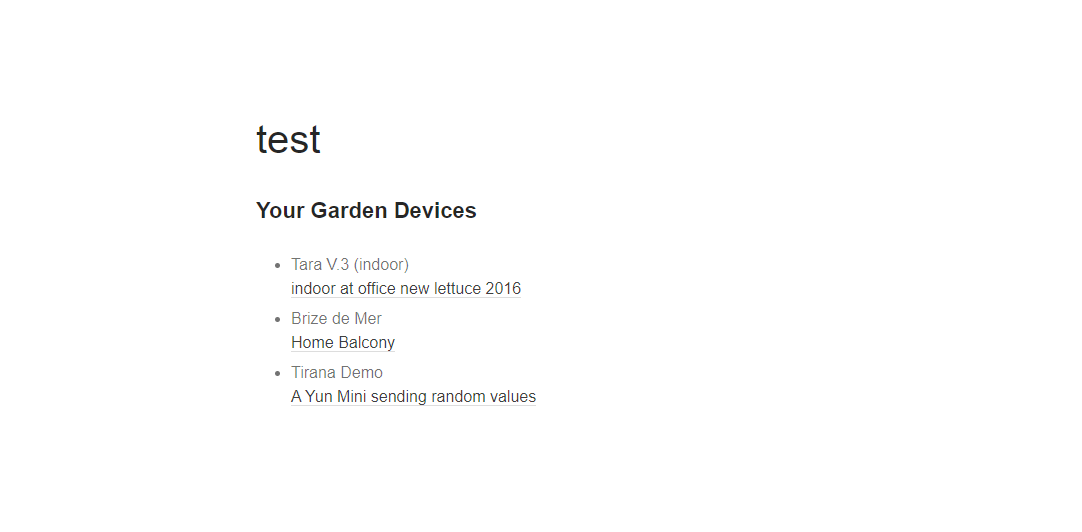 test
Your Garden Devices
Tara V.3 (indoor)
indoor at office new lettuce 2016
Brize de Mer
Home Balcony
Tirana Demo
A Yun Mini sending random values